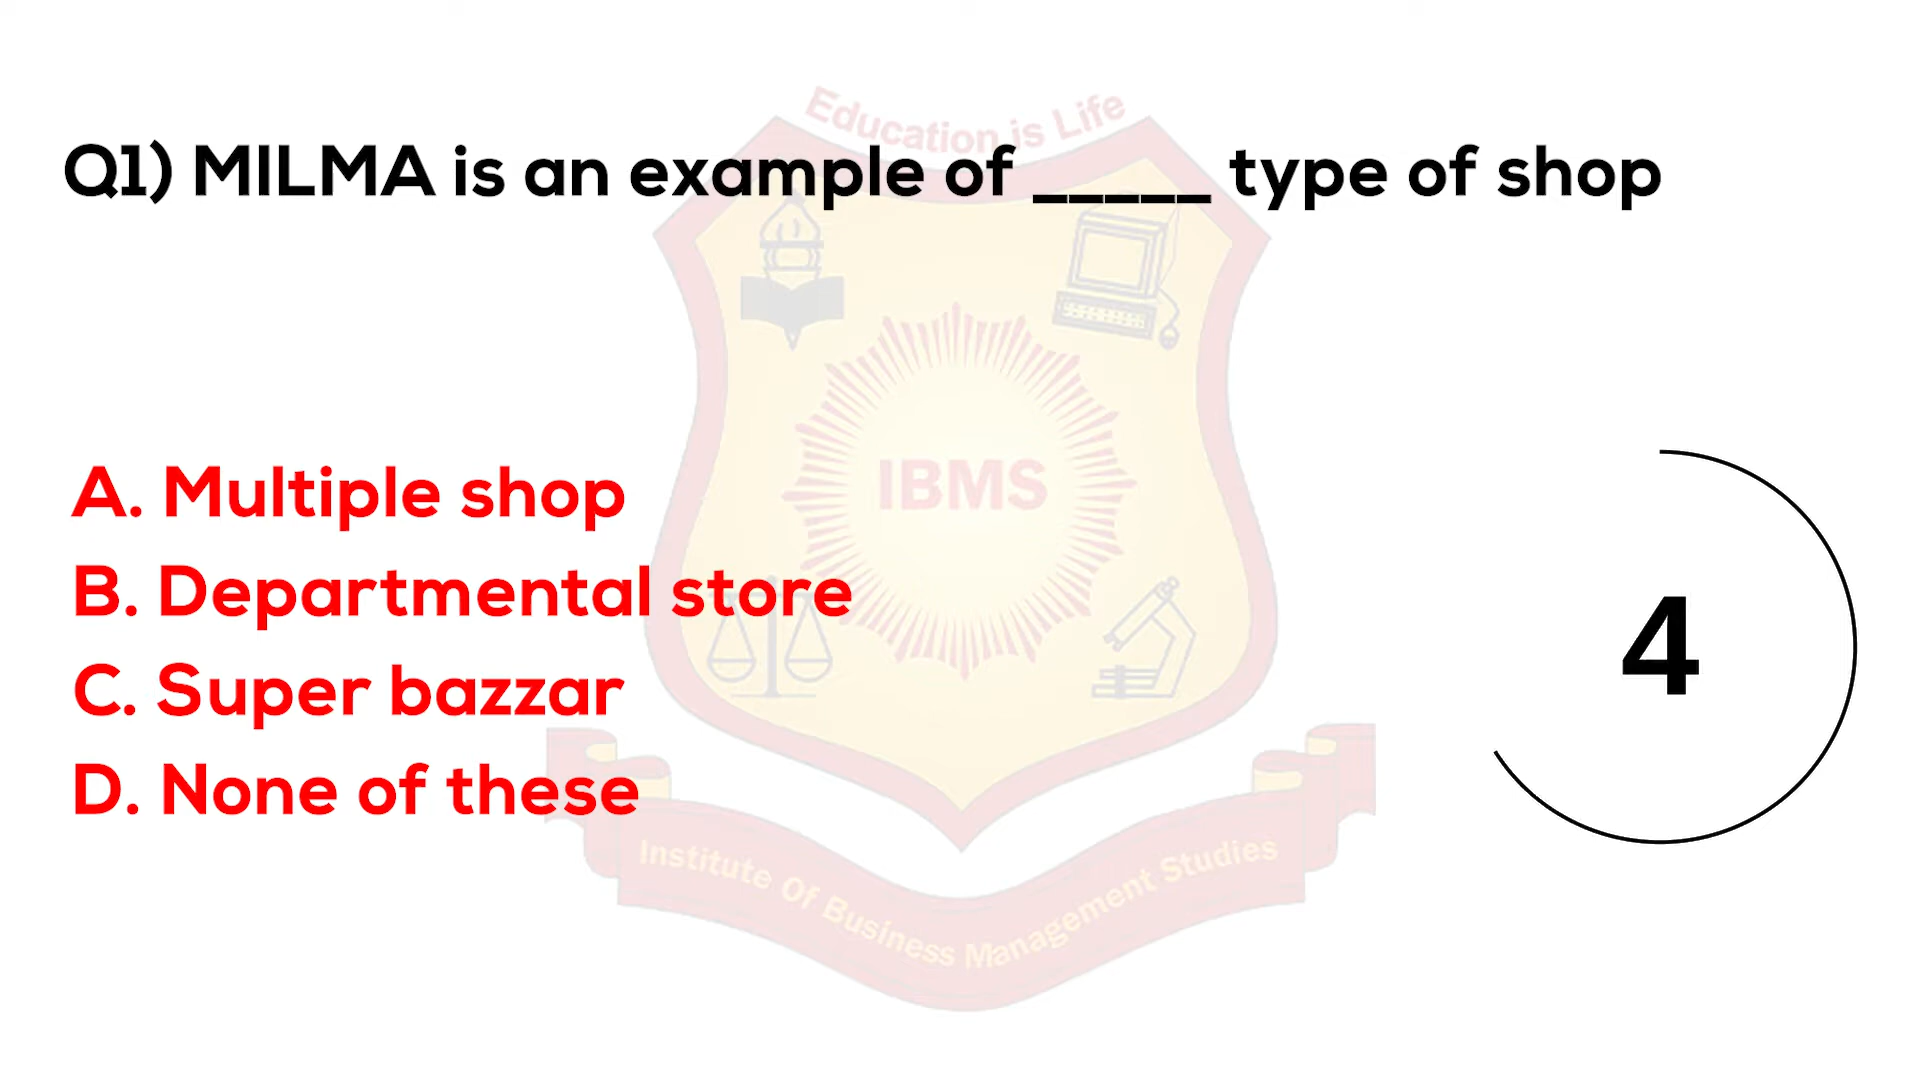 Education is Life
Q1) MILMA is an example of _____ type of shop
IBMS
A. Multiple shop
B. Departmental store
C. Super bazzar
D. None of these
4
Institute Of Business Management Studies